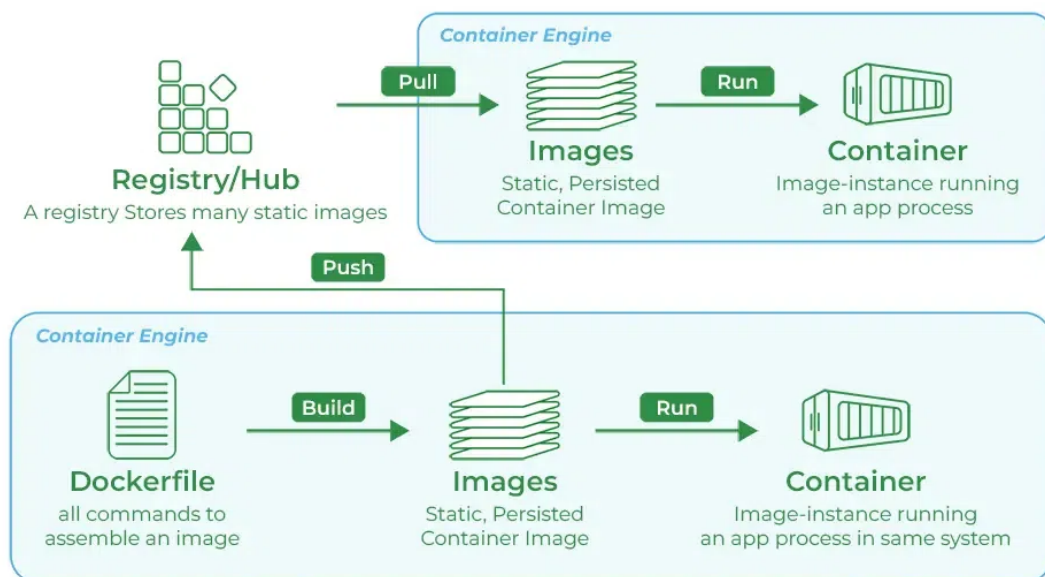 Container Engine
Pull
Run
Images
Static, Persisted
Container Image
Container
Image-instance running
an app process
Registry/Hub
A registry Stores many static images
Push
Container Engine
Build
Run
Dockerfile
all commands to
assemble an image
Images
Static, Persisted
Container Image
Container
Image-instance running
an app process in same system